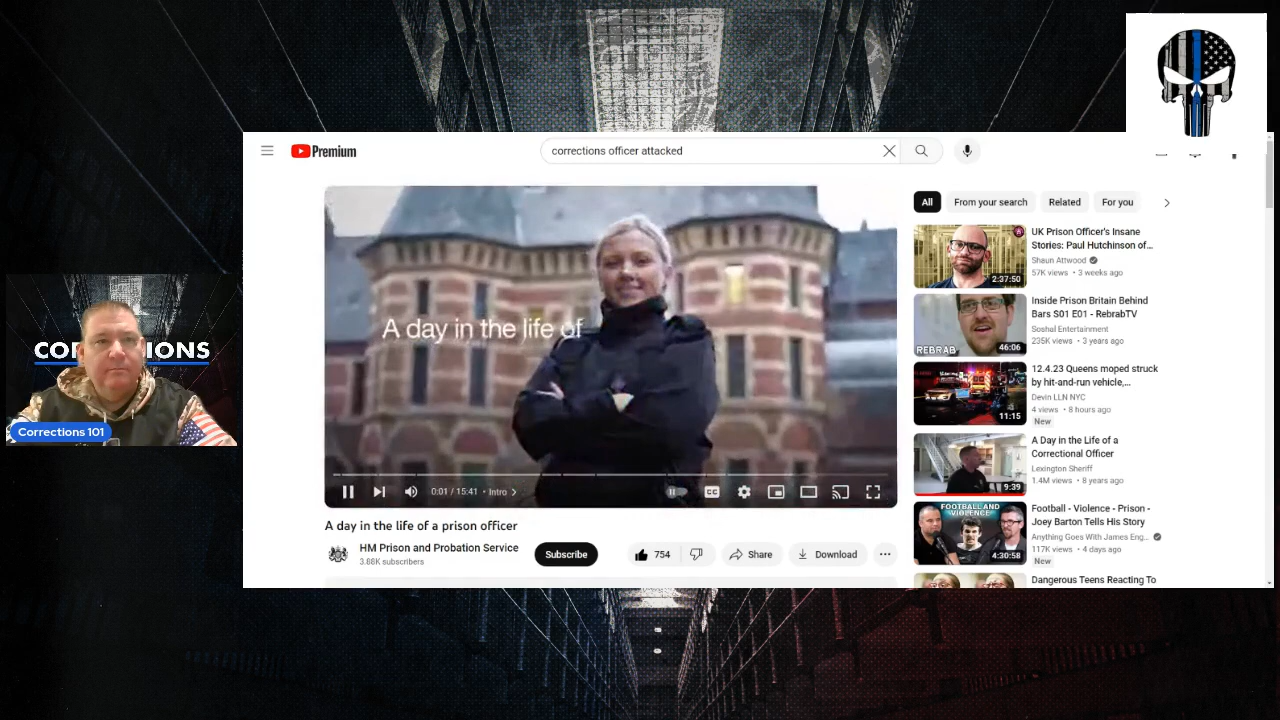 Premium
corrections officer attacked
A day in the life of
0:01 / 15:41 • Intro
A day in the life of a prison officer
HM Prison and Probation Service
3.88K subscribers
Subscribe
754
Share
Download
All
From your search
Related
For you
2:37:50
UK Prison Officer's Insane
Stories: Paul Hutchinson of…
Shaun Attwood
57K views • 3 weeks ago
REBRAB
46:06
Inside Prison Britain Behind
Bars S01 E01 - RebrabTV
Soshal Entertainment
235K views • 3 years ago
11:15
12.4.23 Queens moped struck
by hit-and-run vehicle,…
Devin LLN NYC
4 views • 8 hours ago
New
9:39
A Day in the Life of a
Correctional Officer
Lexington Sheriff
1.4M views • 8 years ago
FOOTBALL AND
VIOLENCE
4:30:58
Football - Violence - Prison -
Joey Barton Tells His Story
Anything Goes With James Eng…
117K views • 4 days ago
New
Dangerous Teens Reacting To
Corrections 101